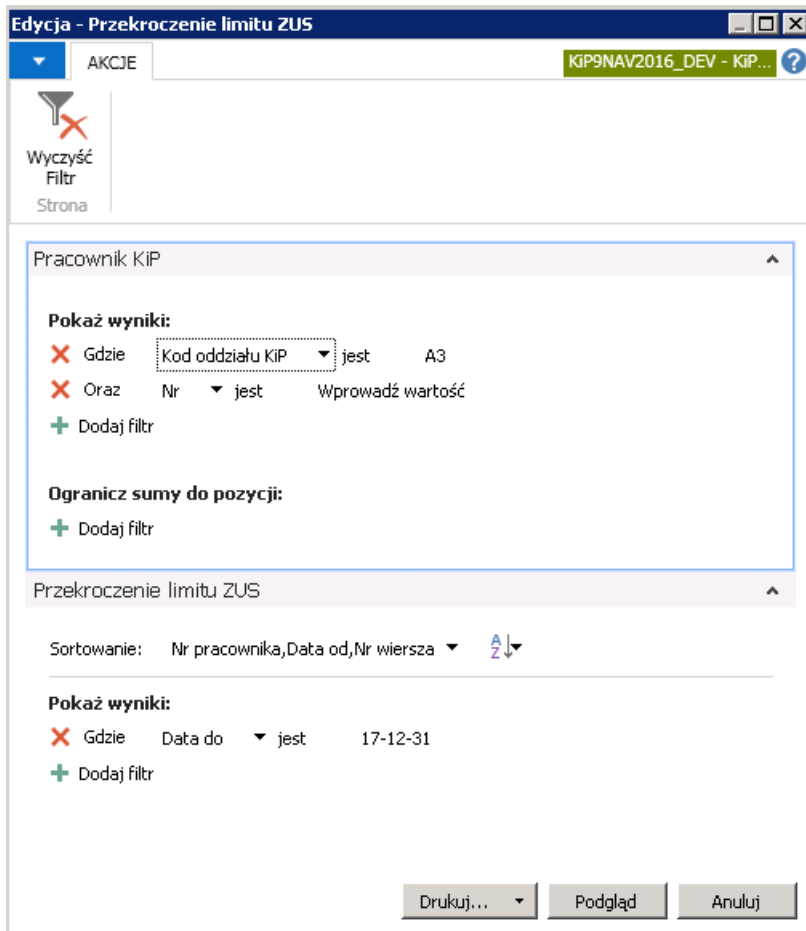 Edycja - Przekroczenie limitu ZUS
AKCJE
KiP9NAV2016_DEV - KiP...
Wyczyść
Filtr
Strona
Pracownik KiP
Pokaż wyniki:
Gdzie Kod oddziału KiP jest A3
Oraz Nr jest Wprowadź wartość
Dodaj filtr
Ogranicz sumy do pozycji:
Dodaj filtr
Przekroczenie limitu ZUS
Sortowanie: Nr pracownika,Data od,Nr wiersza
Pokaż wyniki:
Gdzie Data do jest 17-12-31
Dodaj filtr
Drukuj... Podgląd Anuluj